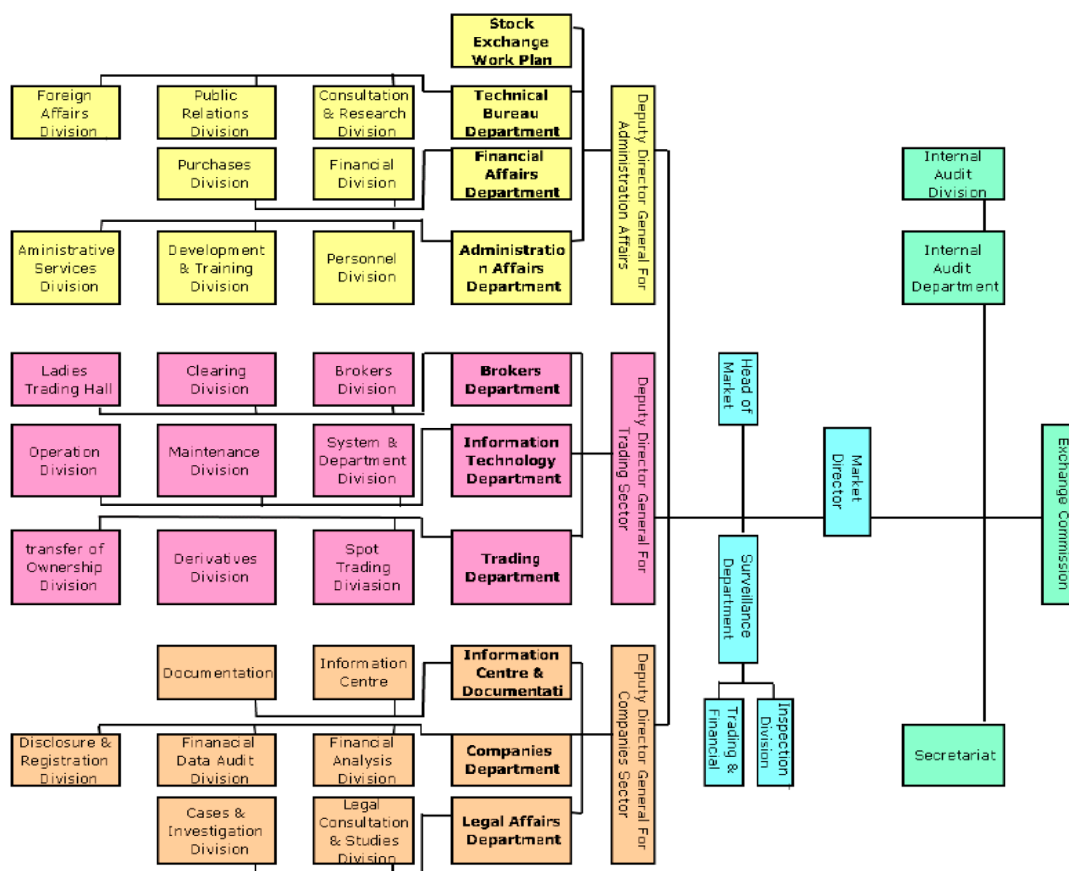 Stock
Exchange
Work Plan
Foreign
Affairs
Division
Public
Relations
Division
Consultation
& Research
Division
Technical
Bureau
Department
Purchases
Division
Financial
Division
Financial
Affairs
Department
Aministrative
Services
Division
Development
& Training
Division
Personnel
Division
Administratio
n Affairs
Department
Deputy Director General For
Administration Affairs
Internal
Audit
Division
Internal
Audit
Department
Ladies
Trading Hall
Clearing
Division
Brokers
Division
Brokers
Department
Operation
Division
Maintenance
Division
System &
Department
Division
Information
Technology
Department
transfer of
Ownership
Division
Derivatives
Division
Spot
Trading
Diviasion
Trading
Department
Deputy Director General For
Trading Sector
Head of
Market
Surveillance
Department
Trading &
Financial
Inspection
Division
Market
Director
Exchange Commission
Documentation
Information
Centre
Information
Centre &
Documentati
Disclosure &
Registration
Division
Finanacial
Data Audit
Division
Financial
Analysis
Division
Companies
Department
Cases &
Investigation
Division
Legal
Consultation
& Studies
Division
Legal Affairs
Department
Deputy Director General For
Companies Sector
Secretariat